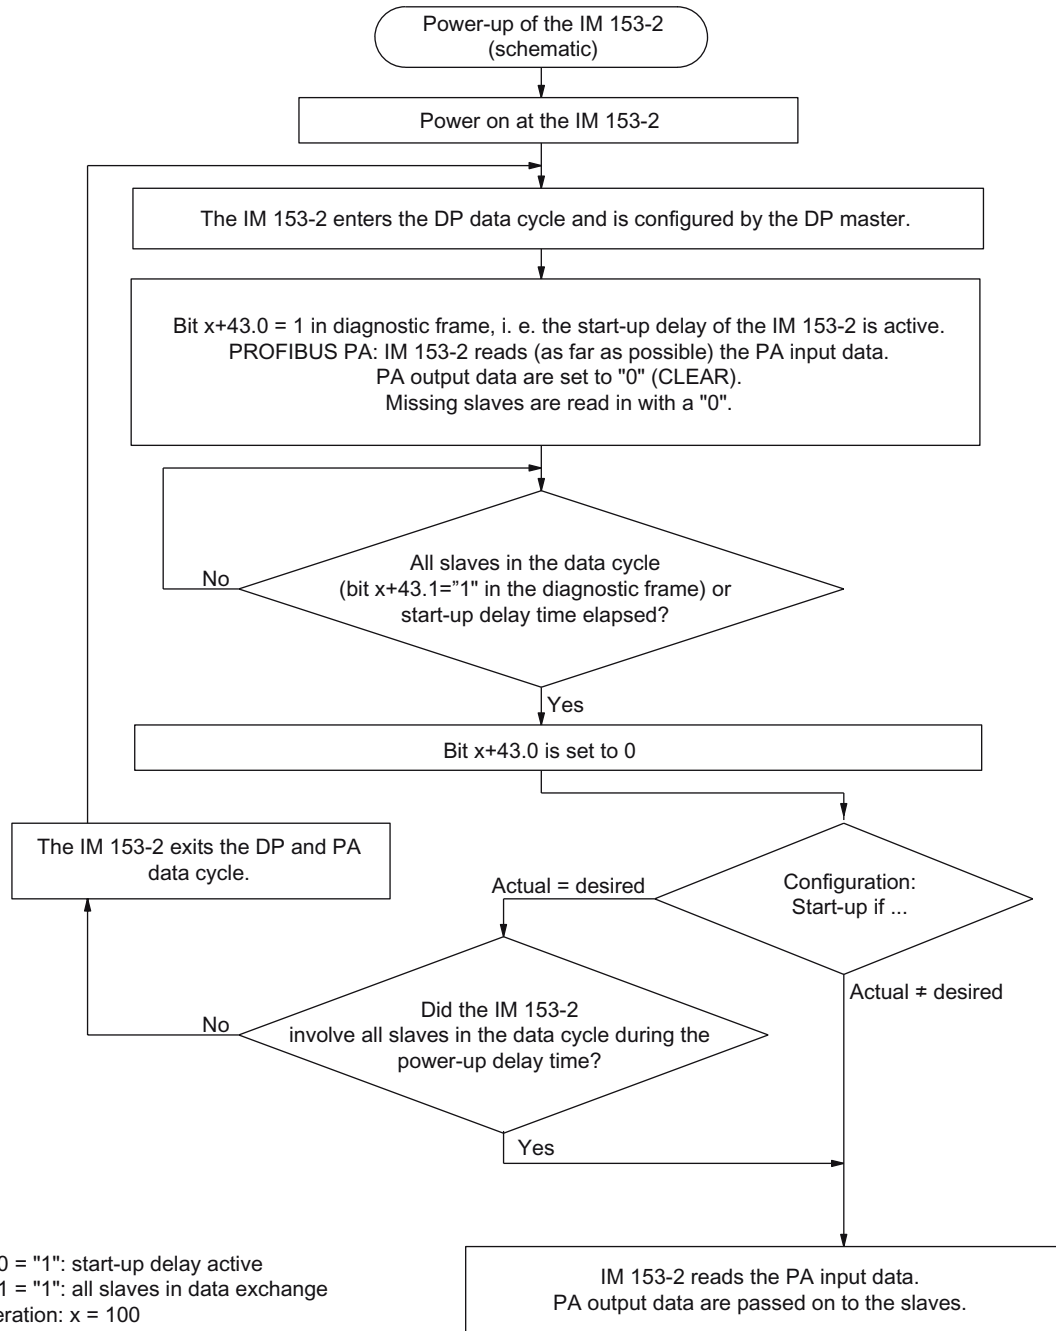 Power-up of the IM 153-2
(schematic)
Power on at the IM 153-2
The IM 153-2 enters the DP data cycle and is configured by the DP master.
Bit x+43.0 = 1 in diagnostic frame, i. e. the start-up delay of the IM 153-2 is active.
PROFIBUS PA: IM 153-2 reads (as far as possible) the PA input data.
PA output data are set to "0" (CLEAR).
Missing slaves are read in with a "0".
All slaves in the data cycle
(bit x+43.1=”1" in the diagnostic frame) or
start-up delay time elapsed?
No
Yes
Bit x+43.0 is set to 0
The IM 153-2 exits the DP and PA
data cycle.
Configuration:
Start-up if ...
Actual = desired
Actual ≠ desired
Did the IM 153-2
involve all slaves in the data cycle during the
power-up delay time?
No
Yes
0 = "1": start-up delay active
1 = "1": all slaves in data exchange
eration: x = 100
IM 153-2 reads the PA input data.
PA output data are passed on to the slaves.